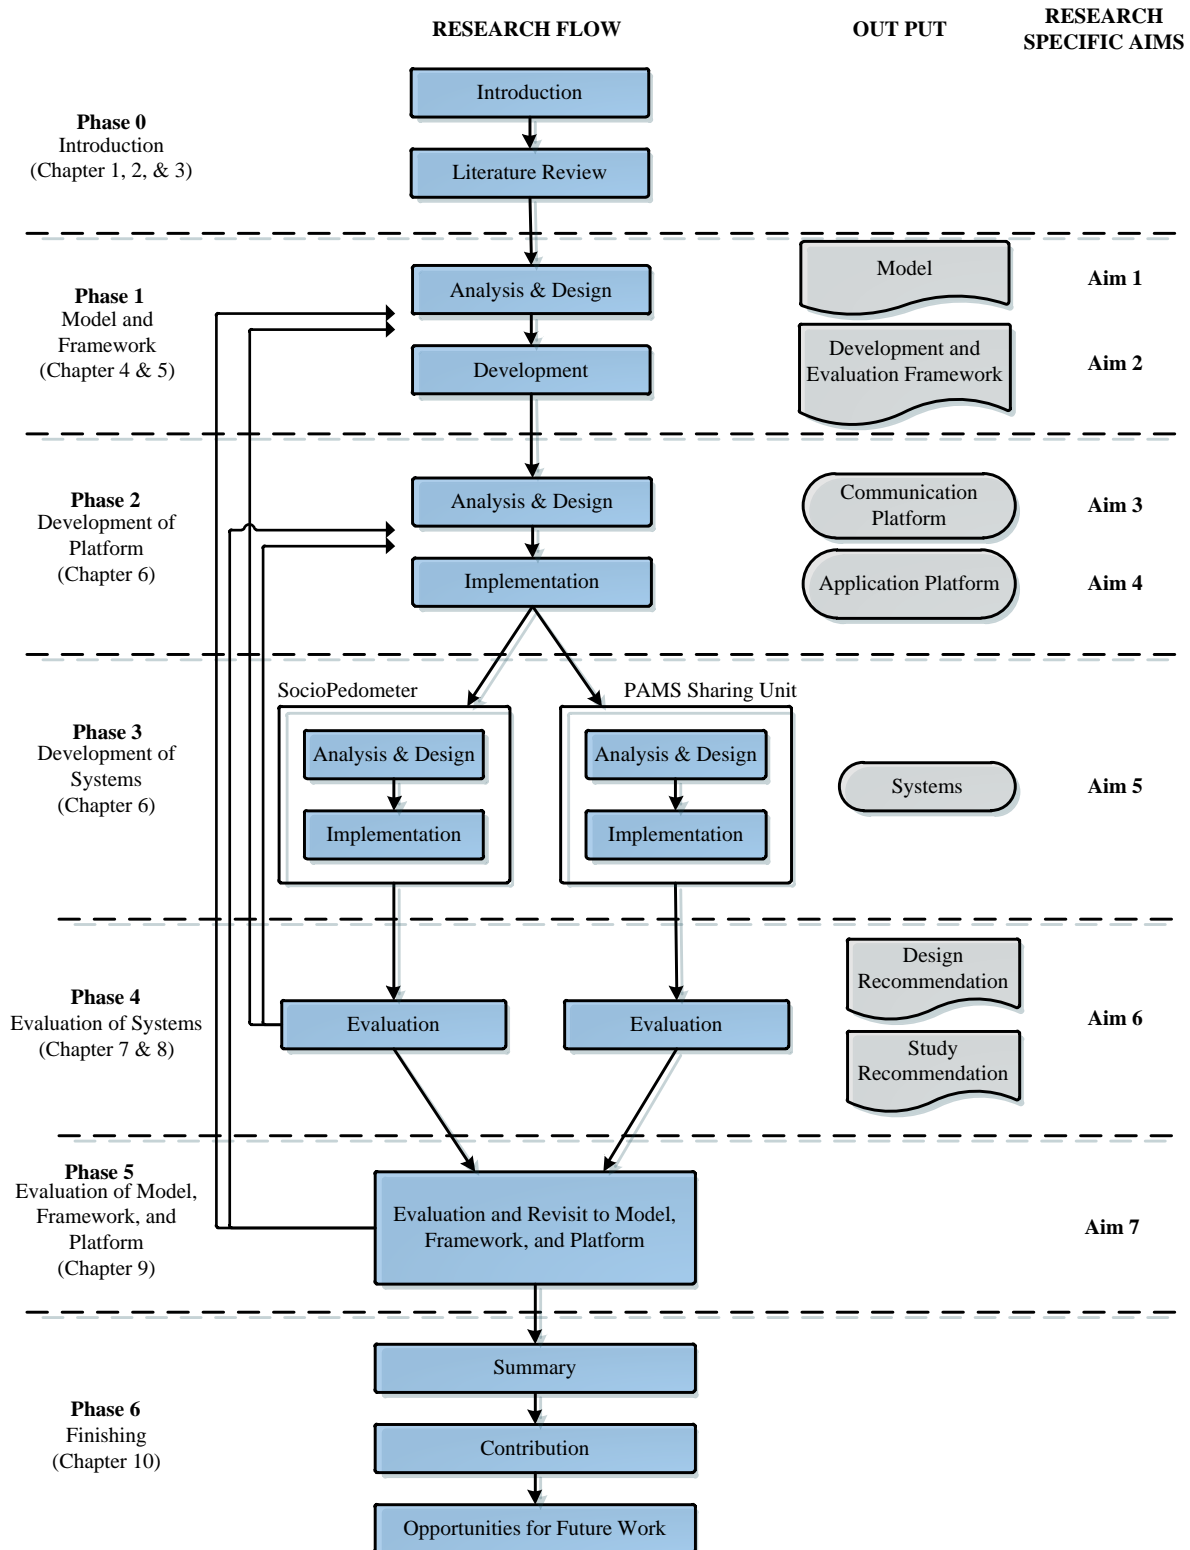 RESEARCH FLOW
OUT PUT
RESEARCH
SPECIFIC AIMS
Phase 0
Introduction
(Chapter 1, 2, & 3)
Introduction
Literature Review
Phase 1
Model and
Framework
(Chapter 4 & 5)
Analysis & Design
Development
Model
Development and
Evaluation Framework
Aim 1
Aim 2
Phase 2
Development of
Platform
(Chapter 6)
Analysis & Design
Implementation
Communication
Platform
Application Platform
Aim 3
Aim 4
Phase 3
Development of
Systems
(Chapter 6)
SocioPedometer
Analysis & Design
Implementation
PAMS Sharing Unit
Analysis & Design
Implementation
Systems
Aim 5
Phase 4
Evaluation of Systems
(Chapter 7 & 8)
Evaluation
Evaluation
Design
Recommendation
Study
Recommendation
Aim 6
Phase 5
Evaluation of Model,
Framework, and
Platform
(Chapter 9)
Evaluation and Revisit to Model,
Framework, and Platform
Aim 7
Phase 6
Finishing
(Chapter 10)
Summary
Contribution
Opportunities for Future Work